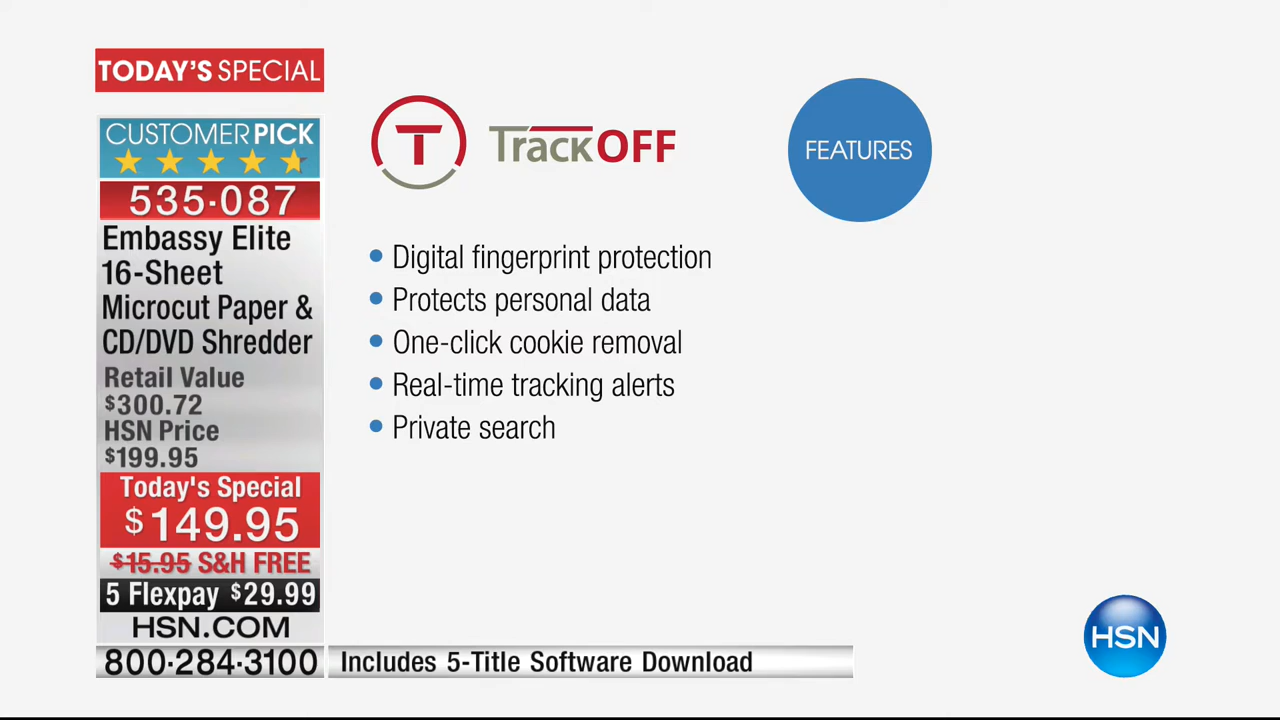 TODAY'S SPECIAL
CUSTOMER PICK
535-087
Embassy Elite
16-Sheet
Microcut Paper &
CD/DVD Shredder
Retail Value
$300.72
HSN Price
$199.95
Today's Special
$149.95
$15.95 S&H FREE
5 Flexpay $29.99
HSN.COM
800-284-3100
Includes 5-Title Software Download
T TrackOFF
FEATURES
• Digital fingerprint protection
• Protects personal data
• One-click cookie removal
• Real-time tracking alerts
• Private search
HSN